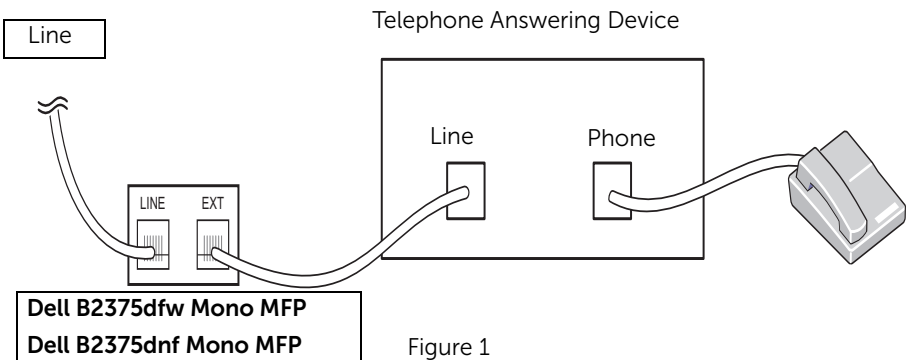 Telephone Answering Device
Line
Line
Phone
LINE
EXT
Dell B2375dfw Mono MFP
Dell B2375dnf Mono MFP
Figure 1